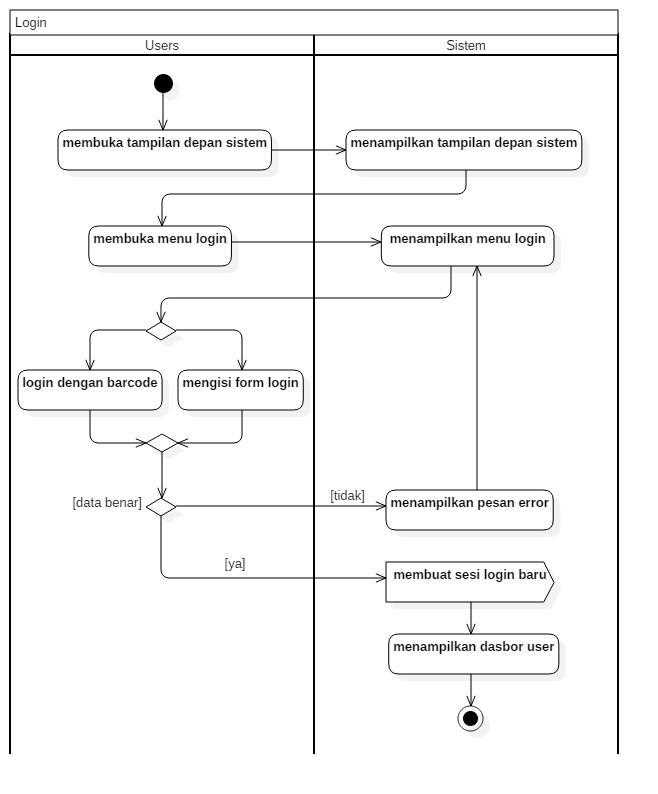 Login
Users
Sistem
membuka tampilan depan sistem
menampilkan tampilan depan sistem
membuka menu login
menampilkan menu login
login dengan barcode
mengisi form login
[data benar]
[tidak]
menampilkan pesan error
[ya]
membuat sesi login baru
menampilkan dasbor user